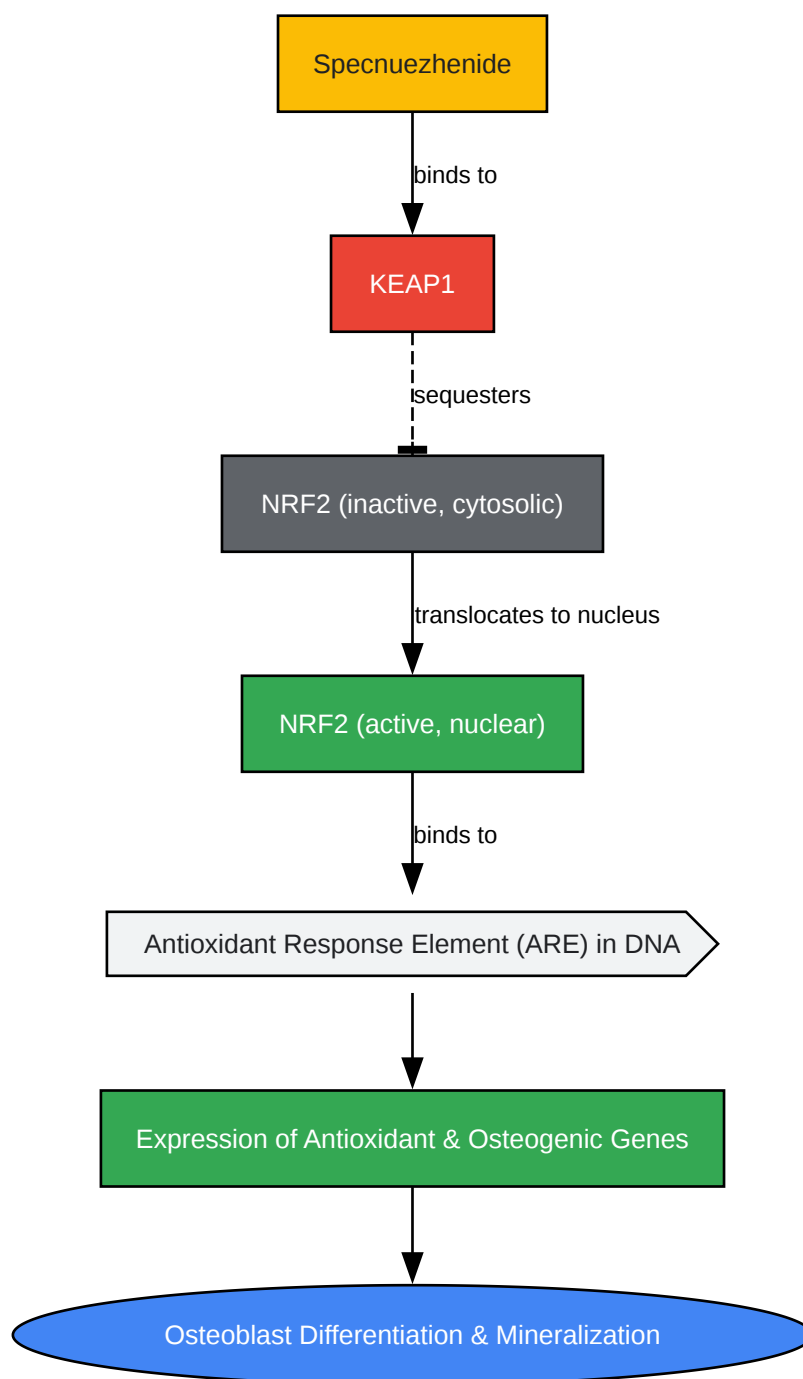 Specnuezhenide
binds to
KEAP1
sequesters
NRF2 (inactive, cytosolic)
translocates to nucleus
NRF2 (active, nuclear)
binds to
Antioxidant Response Element (ARE) in DNA
Expression of Antioxidant & Osteogenic Genes
Osteoblast Differentiation & Mineralization